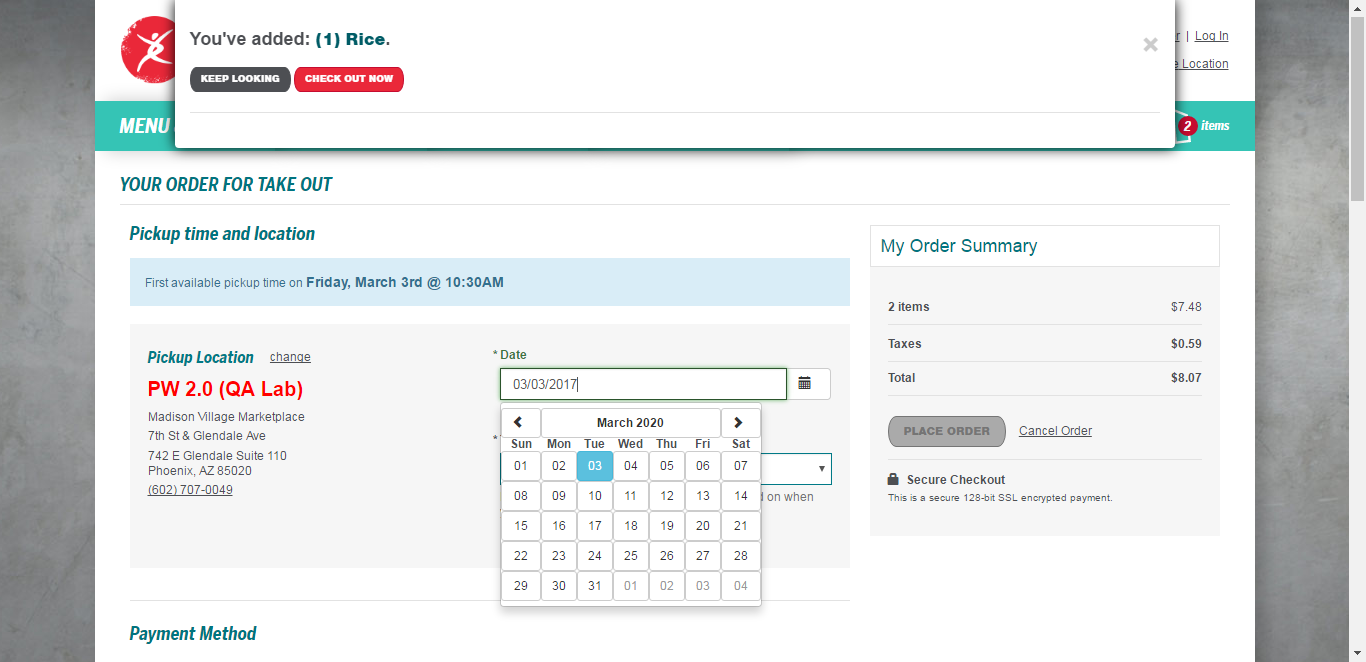 You've added: (1) Rice.
KEEP LOOKING
CHECK OUT NOW
| Log In
Location
MENU
2 items
YOUR ORDER FOR TAKE OUT
Pickup time and location
First available pickup time on Friday, March 3rd @ 10:30AM
Pickup Location change
PW 2.0 (QA Lab)
Madison Village Marketplace
7th St & Glendale Ave
742 E Glendale Suite 110
Phoenix, AZ 85020
(602) 707-0049
* Date
03/03/2017
*
March 2020
Sun Mon Tue Wed Thu Fri Sat
01 02 03 04 05 06 07
08 09 10 11 12 13 14
15 16 17 18 19 20 21
22 23 24 25 26 27 28
29 30 31 01 02 03 04
on when
My Order Summary
2 items $7.48
Taxes $0.59
Total $8.07
PLACE ORDER Cancel Order
Secure Checkout
This is a secure 128-bit SSL encrypted payment.
Payment Method